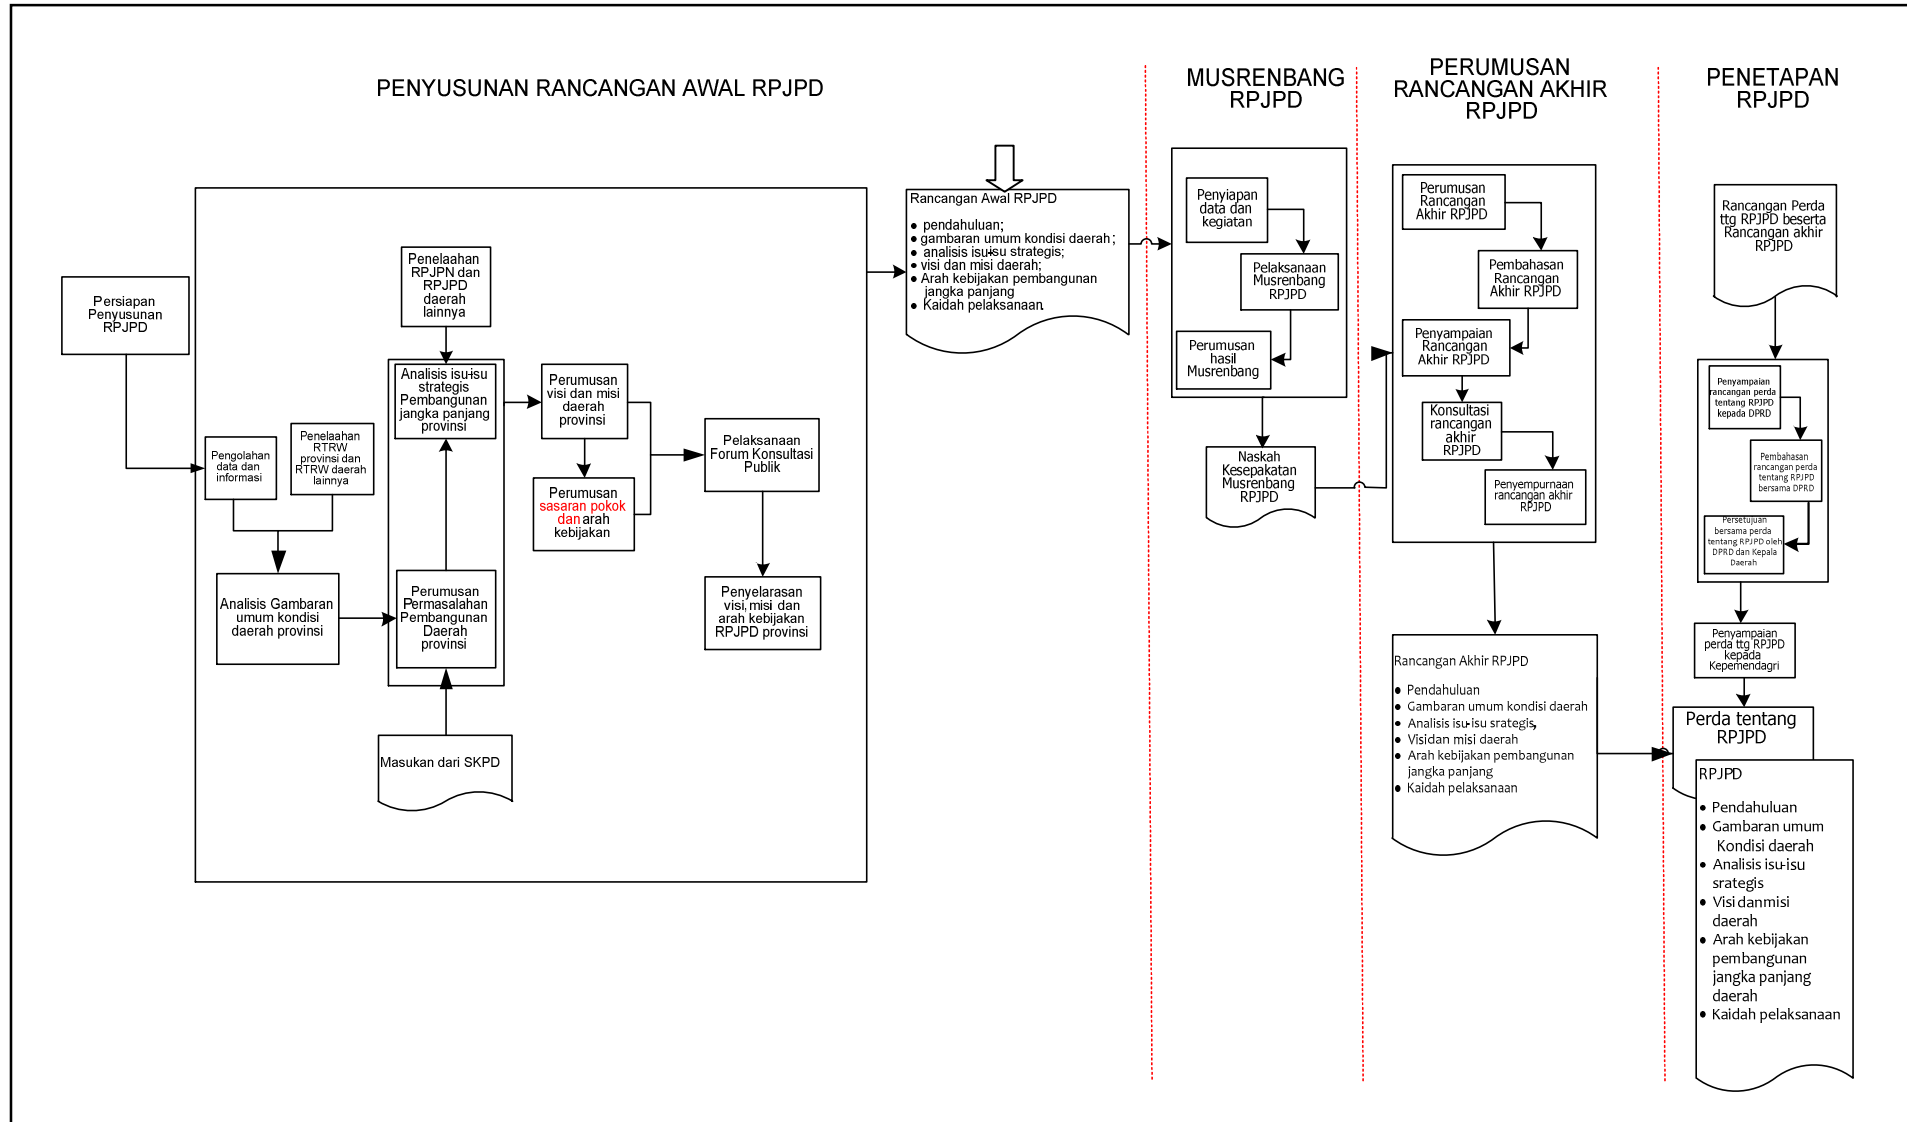 PENYUSUNAN RANCANGAN AWAL RPJPD
MUSRENBANG
RPJPD
PERUMUSAN
RANCANGAN AKHIR
RPJPD
PENETAPAN
RPJPD
Persiapan
Penyusunan
RPJPD
Pengolahan
data dan
informasi
Penelaahan
RTRW
provinsi dan
RTRW daerah
lainnya
Analisis Gambaran
umum kondisi
daerah provinsi
Penelaahan
RPJPN dan
RPJPD
daerah
lainnya
Analisis isu-isu
strategis
Pembangunan
jangka panjang
provinsi
Perumusan
Permasalahan
Pembangunan
Daerah
provinsi
Masukan dari SKPD
Perumusan
visi dan misi
daerah
provinsi
Perumusan
sasaran pokok
dan arah
kebijakan
Pelaksanaan
Forum Konsultasi
Publik
Penyelarasan
visi, misi dan
arah kebijakan
RPJPD provinsi
Rancangan Awal RPJPD
● pendahuluan;
● gambaran umum kondisi daerah;
● analisis isu-isu strategis;
● visi dan misi daerah;
● Arah kebijakan pembangunan
jangka panjang
● Kaidah pelaksanaan.
Penyiapan
data dan
kegiatan
Pelaksanaan
Musrenbang
RPJPD
Perumusan
hasil
Musrenbang
Naskah
Kesepakatan
Musrenbang
RPJPD
Perumusan
Rancangan
Akhir RPJPD
Pembahasan
Rancangan
Akhir RPJPD
Penyampaian
Rancangan
Akhir RPJPD
Konsultasi
rancangan
akhir
RPJPD
Penyempurnaan
rancangan akhir
RPJPD
Rancangan Akhir RPJPD
● Pendahuluan
● Gambaran umum kondisi daerah
● Analisis isu-isu srategis,
● Visidan misi daerah
● Arah kebijakan pembangunan
jangka panjang
● Kaidah pelaksanaan
Rancangan Perda
ttg RPJPD beserta
Rancangan akhir
RPJPD
Penyampaian
rancangan perda
tentang RPJPD
kepada DPRD
Pembahasan
rancangan perda
tentang RPJPD
bersama DPRD
Persetujuan
bersama perda
tentang RPJPD oleh
DPRD dan Kepala
Daerah
Penyampaian
perda ttg RPJPD
kepada
Kepemendagri
Perda tentang
RPJPD
RPJPD
● Pendahuluan
● Gambaran umum
Kondisi daerah
● Analisis isu-isu
srategis
● Visi danmisi
daerah
● Arah kebijakan
pembangunan
jangka panjang
daerah
● Kaidah pelaksanaan